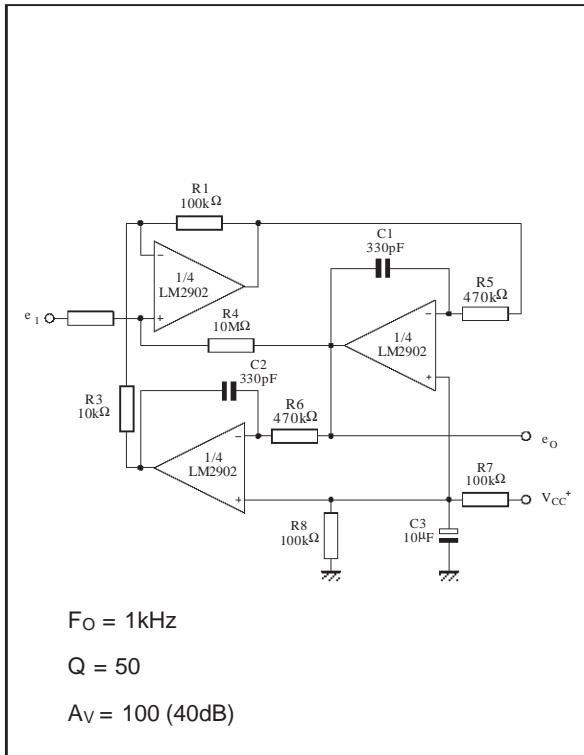 R1
100kΩ
C1
330pF
1/4
LM2902
R5
470kΩ
e1
R4
10MΩ
1/4
LM2902
C2
330pF
R3
10kΩ
R6
470kΩ
1/4
LM2902
eO
R7
100kΩ
VCC+
R8
100kΩ
C3
10µF
FO = 1kHz
Q = 50
AV = 100 (40dB)